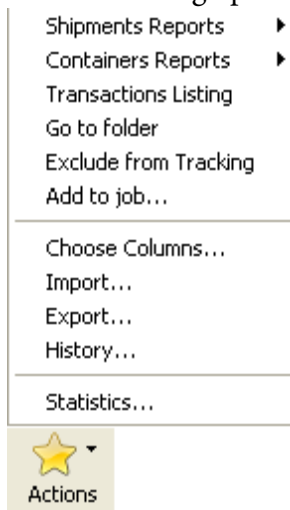 Shipments Reports
Containers Reports
Transactions Listing
Go to folder
Exclude from Tracking
Add to job...
Choose Columns...
Import...
Export...
History...
Statistics...
Actions